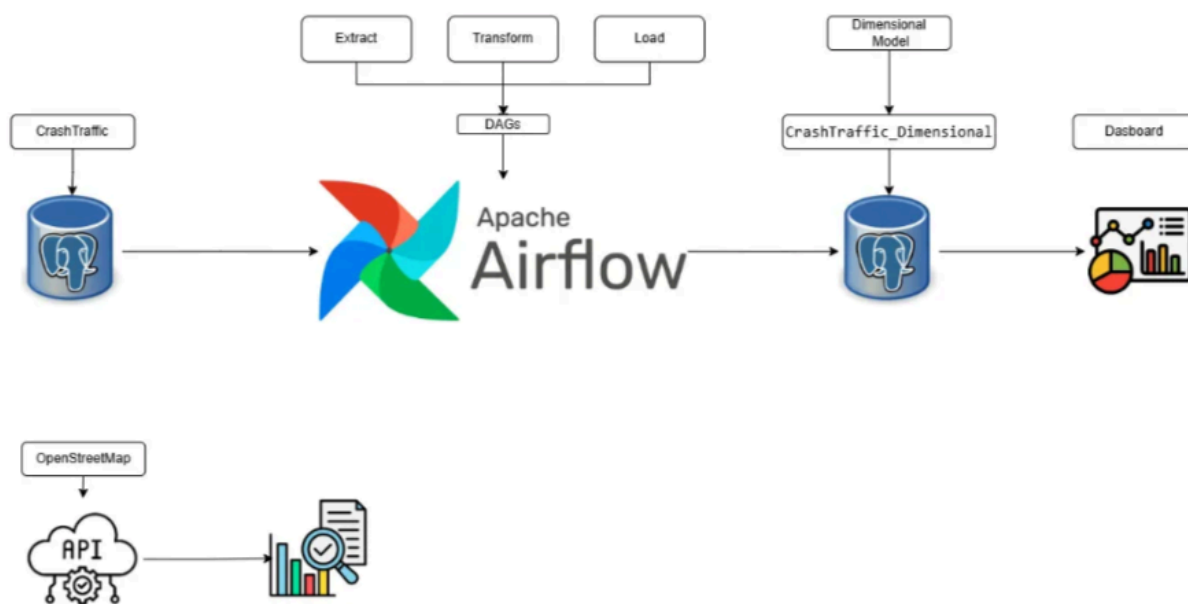 Extract
Transform
Load
Dimensional
Model
CrashTraffic
DAGs
CrashTraffic_Dimensional
Dasboard
Apache
Airflow
OpenStreetMap
API